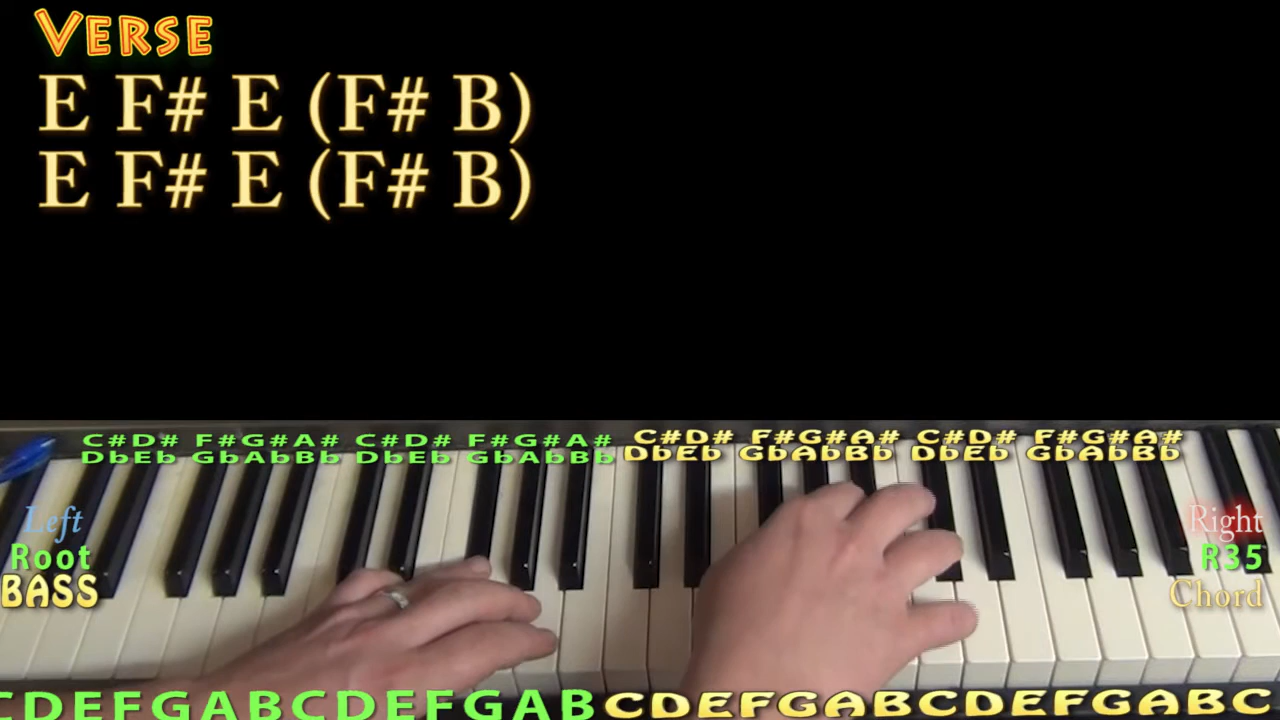 VERSE
E F# E (F# B)
E F# E (F# B)
C#D# F#G#A# C#D# F#G#A# C#D# F#G#A# C#D# F#G#A#
DbEb GbAbBb DbEb GbAbBb DbEb GbAbBb DbEb GbAbBb
Left
Root
BASS
Right
R35
Chord
CDEFGABCDEFGABCDEFGABCDEFGABC